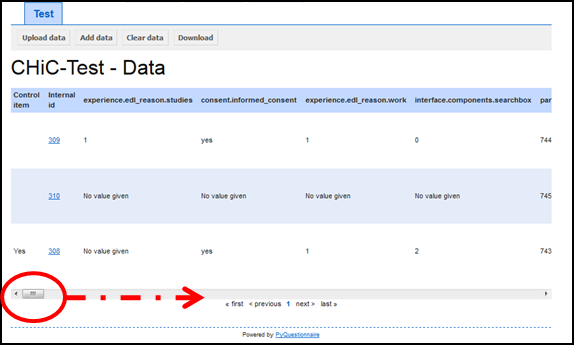 Test
Upload data Add data Clear data Download
CHiC-Test - Data
Control item Internal id experience.edl_reason.studies consent.informed_consent experience.edl_reason.work interface.components.searchbox par
309 1 yes 1 0 744
310 No value given No value given No value given No value given 745
Yes 308 No value given yes 1 2 743
« first < previous 1 next > last »
Powered by PyQuestionnaire